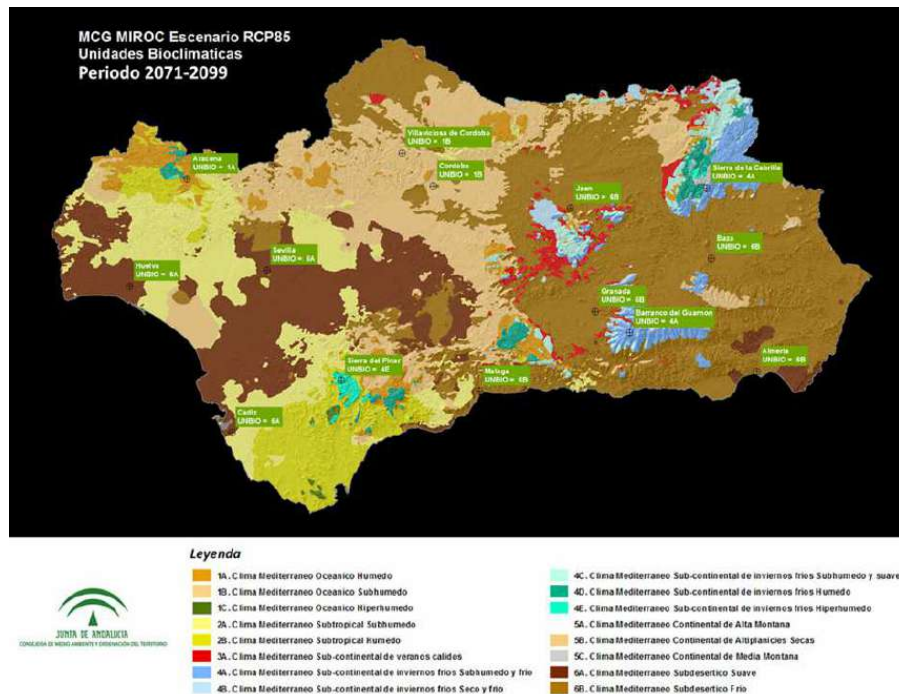 MCG MIROC Escenario RCP85
Unidades Bioclimaticas
Periodo 2071-2099
Villaviciosa de Cordoba
UNBIO = 1B
Aracena
UNBIO = 1A
Cordoba
UNBIO = 1B
Sierra de la Cabrilla
UNBIO = 4A
Jaen
UNBIO = 6B
Sevilla
UNBIO = 6A
Baza
UNBIO = 6B
Huelva
UNBIO = 6A
Granada
UNBIO = 6B
Barranco del Guarnon
UNBIO = 4A
Sierra del Pinar
UNBIO = 4E
Almeria
UNBIO = 6B
Malaga
UNBIO = 6B
Cadiz
UNBIO = 6A
Leyenda
1A. Clima Mediterraneo Oceanico Humedo
1B. Clima Mediterraneo Oceanico Subhumedo
1C. Clima Mediterraneo Oceanico Hiperhumedo
2A. Clima Mediterraneo Subtropical Subhumedo
2B. Clima Mediterraneo Subtropical Humedo
3A. Clima Mediterraneo Sub-continental de veranos calidos
4A. Clima Mediterraneo Sub-continental de inviernos frios Subhumedo y frio
4B. Clima Mediterraneo Sub-continental de inviernos frios Seco y frio
4C. Clima Mediterraneo Sub-continental de inviernos frios Subhumedo y suave
4D. Clima Mediterraneo Sub-continental de inviernos frios Humedo
4E. Clima Mediterraneo Sub-continental de inviernos frios Hiperhumedo
5A. Clima Mediterraneo Continental de Alta Montana
5B. Clima Mediterraneo Continental de Altiplanicies Secas
5C. Clima Mediterraneo Continental de Media Montana
6A. Clima Mediterraneo Subdesertico Suave
6B. Clima Mediterraneo Subdesertico Frio
JUNTA DE ANDALUCIA
CONSEJERIA DE MEDIO AMBIENTE Y ORDENACIÓN DEL TERRITORIO